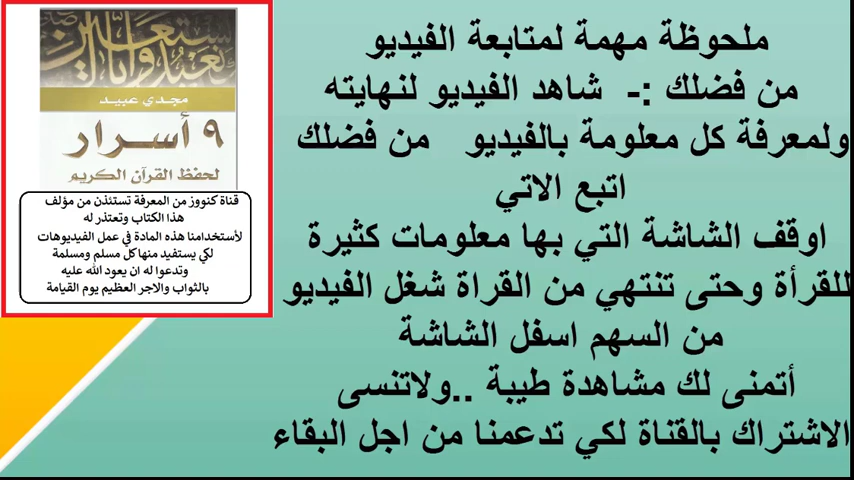 ملحوظة مهمة لمتابعة الفيديو
من فضلك :- شاهد الفيديو لنهايته
ولمعرفة كل معلومة بالفيديو من فضلك
اتبع الاتي
اوقف الشاشة التي بها معلومات كثيرة
للقرأة وحتى تنتهي من القراة شغل الفيديو
من السهم اسفل الشاشة
أتمنى لك مشاهدة طيبة ..ولاتنسى
الاشتراك بالقناة لكي تدعمنا من اجل البقاء
مجدي عبيد
٩ أسرار
لحفظ القرآن الكريم
قناة كنووز من المعرفة تستئذن من مؤلف
هذا الكتاب وتعتذر له
لأستخدامنا هذه المادة في عمل الفيديوهات
لكي يستفيد منها كل مسلم ومسلمة
وتدعوا له ان يعود الله عليه
بالثواب والاجر العظيم يوم القيامة